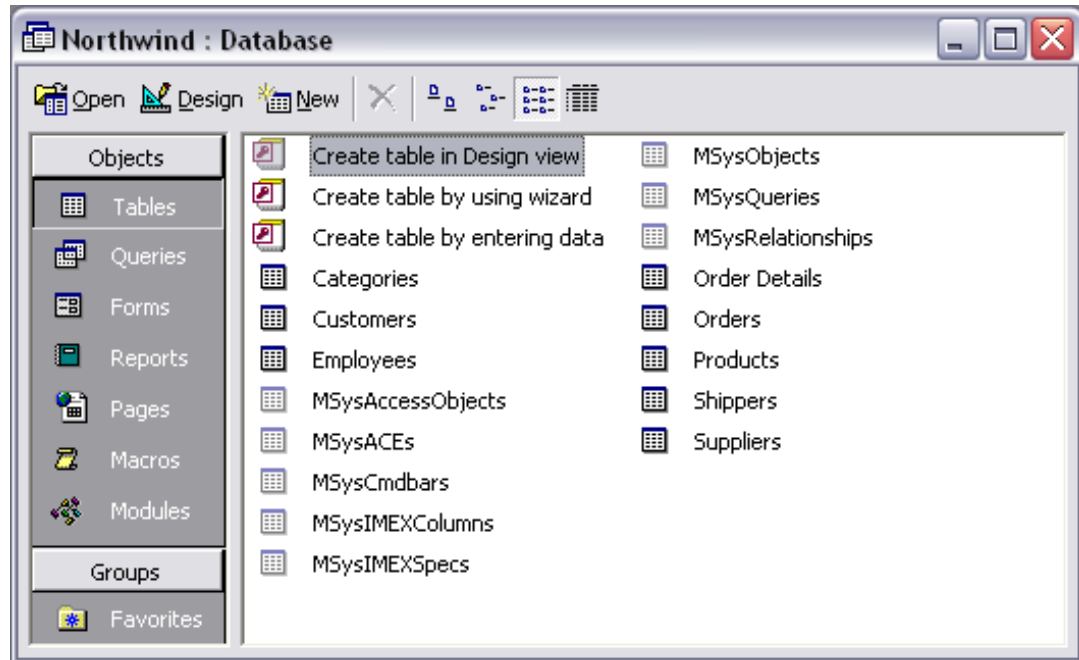 Northwind : Database
Open Design New
Objects
Tables
Queries
Forms
Reports
Pages
Macros
Modules
Groups
Favorites
Create table in Design view
Create table by using wizard
Create table by entering data
Categories
Customers
Employees
MSysAccessObjects
MSysACEs
MSysCmdbars
MSysIMEXColumns
MSysIMEXSpecs
MSysObjects
MSysQueries
MSysRelationships
Order Details
Orders
Products
Shippers
Suppliers